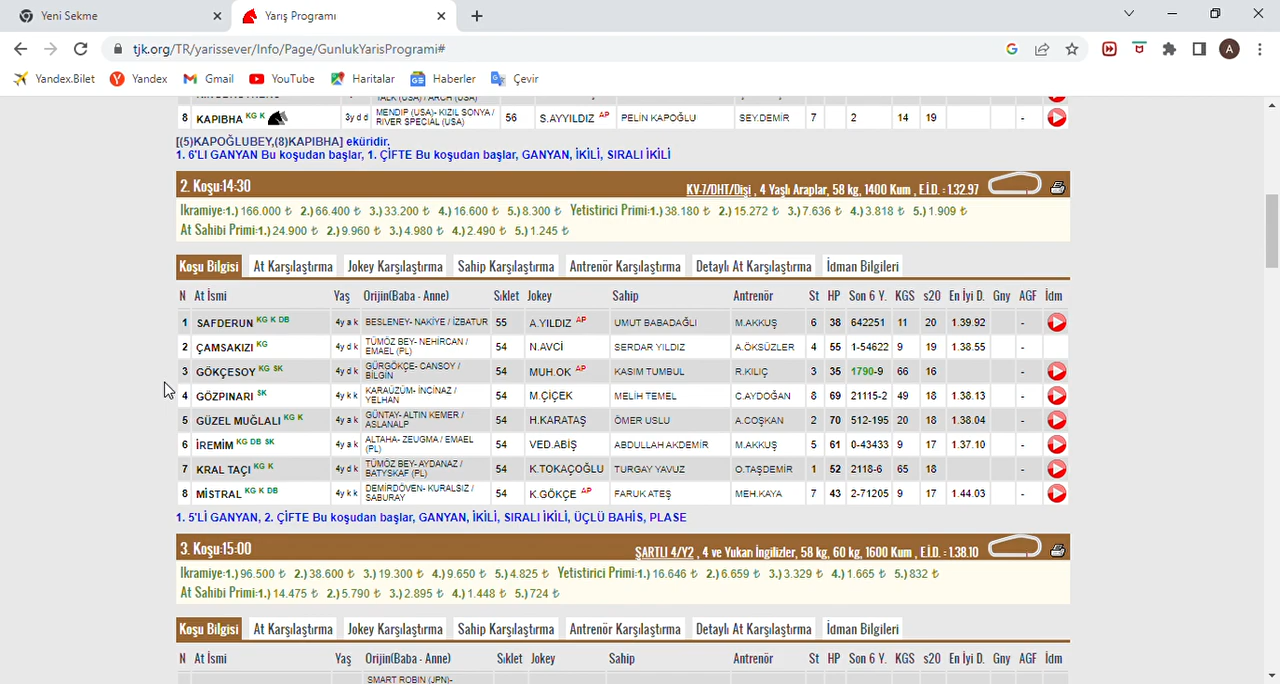 Yeni Sekme
Yarış Programı
tjk.org/TR/yarissever/Info/Page/GunlukYarisProgrami#
A
Yandex.Bilet Yandex Gmail YouTube Haritalar Haberler Çevir
TALK (USA) / ARCH (USA)
8 KAPIBHA KG K 3y d d MENDIP (USA)- KIZIL SONYA / RIVER SPECIAL (USA) 56 S.AYYILDIZ AP PELİN KAPOĞLU SEY.DEMİR 7 2 14 19 -
[(5)KAPOĞLUBEY,(8)KAPIBHA] eküridir.
1. 6'LI GANYAN Bu koşudan başlar, 1. ÇİFTE Bu koşudan başlar, GANYAN, İKİLİ, SIRALI İKİLİ
2. Koşu:14:30 KV-7/DHT/Dişi , 4 Yaşlı Araplar, 58 kg, 1400 Kum , E.İ.D. : 1.32.97
İkramiye:1.) 166.000 ₺ 2.) 66.400 ₺ 3.) 33.200 ₺ 4.) 16.600 ₺ 5.) 8.300 ₺ Yetistirici Primi:1.) 38.180 ₺ 2.) 15.272 ₺ 3.) 7.636 ₺ 4.) 3.818 ₺ 5.) 1.909 ₺
At Sahibi Primi:1.) 24.900 ₺ 2.) 9.960 ₺ 3.) 4.980 ₺ 4.) 2.490 ₺ 5.) 1.245 ₺
Koşu Bilgisi At Karşılaştırma Jokey Karşılaştırma Sahip Karşılaştırma Antrenör Karşılaştırma Detaylı At Karşılaştırma İdman Bilgileri
N At İsmi Yaş Orijin(Baba - Anne) Sıklet Jokey Sahip Antrenör St HP Son 6 Y. KGS s20 En İyi D. Gny AGF İdm
1 SAFDERUN KG K DB 4y a k BESLENEY- NAKİYE / İZBATUR 55 A.YILDIZ AP UMUT BABADAĞLI M.AKKUŞ 6 38 642251 11 20 1.39.92 -
2 ÇAMSAKIZI KG 4y d k TÜMÖZ BEY- NEHİRCAN / EMAEL (PL) 54 N.AVCİ SERDAR YILDIZ A.ÖKSÜZLER 4 55 1-54622 9 19 1.38.55 -
3 GÖKÇESOY KG SK 4y d k GÜRGÖKÇE- CANSOY / BİLGİN 54 MUH.OK AP KASIM TUMBUL R.KILIÇ 3 35 1790-9 66 16 -
4 GÖZPINARI SK 4y k k KARAÜZÜM- İNCİNAZ / YELHAN 54 M.ÇİÇEK MELİH TEMEL C.AYDOĞAN 8 69 21115-2 49 18 1.38.13 -
5 GÜZEL MUĞLALI KG K 4y a k GÜNTAY- ALTIN KEMER / ASLANALP 54 H.KARATAŞ ÖMER USLU A.COŞKAN 2 70 512-195 20 18 1.38.04 -
6 İREMİM KG DB SK 4y a k ALTAHA- ZEUGMA / EMAEL (PL) 54 VED.ABİŞ ABDULLAH AKDEMİR M.AKKUŞ 5 61 0-43433 9 17 1.37.10 -
7 KRAL TAÇI KG K 4y d k TÜMÖZ BEY- AYDANAZ / BATYSKAF (PL) 54 K.TOKAÇOĞLU TURGAY YAVUZ O.TAŞDEMİR 1 52 2118-6 65 18 -
8 MİSTRAL KG K DB 4y k k DEMİRDÖVEN- KURALSIZ / SABURAY 54 K.GÖKÇE AP FARUK ATEŞ MEH.KAYA 7 43 2-71205 9 17 1.44.03 -
1. 5'Lİ GANYAN, 2. ÇİFTE Bu koşudan başlar, GANYAN, İKİLİ, SIRALI İKİLİ, ÜÇLÜ BAHİS, PLASE
3. Koşu:15:00 ŞARTLI 4/Y2 , 4 ve Yukarı İngilizler, 58 kg, 60 kg, 1600 Kum , E.İ.D. : 1.38.10
İkramiye:1.) 96.500 ₺ 2.) 38.600 ₺ 3.) 19.300 ₺ 4.) 9.650 ₺ 5.) 4.825 ₺ Yetistirici Primi:1.) 16.646 ₺ 2.) 6.659 ₺ 3.) 3.329 ₺ 4.) 1.665 ₺ 5.) 832 ₺
At Sahibi Primi:1.) 14.475 ₺ 2.) 5.790 ₺ 3.) 2.895 ₺ 4.) 1.448 ₺ 5.) 724 ₺
Koşu Bilgisi At Karşılaştırma Jokey Karşılaştırma Sahip Karşılaştırma Antrenör Karşılaştırma Detaylı At Karşılaştırma İdman Bilgileri
N At İsmi Yaş Orijin(Baba - Anne) Sıklet Jokey Sahip Antrenör St HP Son 6 Y. KGS s20 En İyi D. Gny AGF İdm
SMART ROBIN (JPN)-